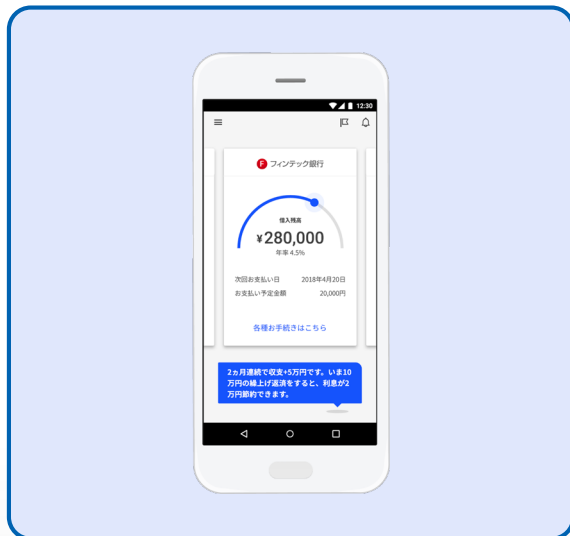 12:30
F フィンテック銀行
借入残高
¥280,000
年率 4.5%
次回お支払い日 2018年4月20日
お支払い予定金額 20,000円
各種お手続きはこちら
2ヵ月連続で収支+5万円です。いま10
万円の繰上げ返済をすると、利息が2
万円節約できます。